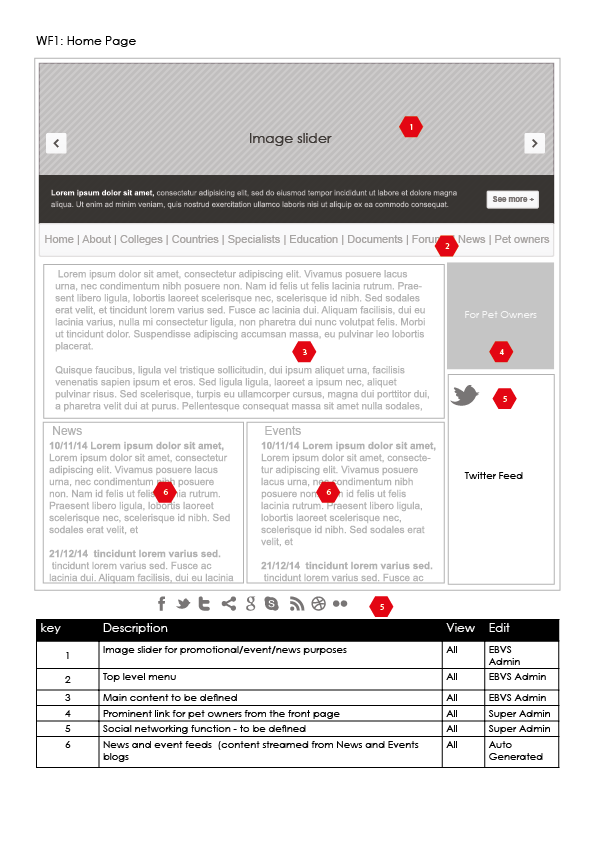 WF1: Home Page
1
Image slider
Lorem ipsum dolor sit amet, consectetur adipisicing elit, sed do eiusmod tempor incididunt ut labore et dolore magna
aliqua. Ut enim ad minim veniam, quis nostrud exercitation ullamco laboris nisi ut aliquip ex ea commodo consequat.
See more +
Home | About | Colleges | Countries | Specialists | Education | Documents | Forum | News | Pet owners
2
Lorem ipsum dolor sit amet, consectetur adipiscing elit. Vivamus posuere lacus
urna, nec condimentum nibh posuere non. Nam id felis ut felis lacinia rutrum. Prae-
sent libero ligula, lobortis laoreet scelerisque nec, scelerisque id nibh. Sed sodales
erat velit, et tincidunt lorem varius sed. Fusce ac lacinia dui. Aliquam facilisis, dui eu
lacinia varius, nulla mi consectetur ligula, non pharetra dui nunc volutpat felis. Morbi
ut tincidunt dolor. Suspendisse adipiscing accumsan massa, eu pulvinar leo lobortis
placerat.
3
Quisque faucibus, ligula vel tristique sollicitudin, dui ipsum aliquet urna, facilisis
venenatis sapien ipsum et eros. Sed ligula ligula, laoreet a ipsum nec, aliquet
pulvinar risus. Sed scelerisque, turpis eu ullamcorper cursus, magna dui porttitor dui,
a pharetra velit dui at purus. Pellentesque consequat massa sit amet nulla sodales,
For Pet Owners
4
5
Twitter Feed
News
10/11/14 Lorem ipsum dolor sit amet,
Lorem ipsum dolor sit amet, consectetur
adipiscing elit. Vivamus posuere lacus
urna, nec condimentum nibh posuere
non. Nam id felis ut felis lacinia rutrum.
Praesent libero ligula, lobortis laoreet
scelerisque nec, scelerisque id nibh. Sed
sodales erat velit, et
6
21/12/14 tincidunt lorem varius sed.
Fusce ac
lacinia dui. Aliquam facilisis, dui eu lacinia
Events
10/11/14 Lorem ipsum dolor sit amet,
Lorem ipsum dolor sit amet, consecte-
tur adipiscing elit. Vivamus posuere
lacus urna, nec condimentum nibh
posuere non. Nam id felis ut felis
lacinia rutrum. Praesent libero ligula,
lobortis laoreet scelerisque nec,
scelerisque id nibh. Sed sodales erat
velit, et
6
21/12/14 tincidunt lorem varius sed.
Fusce ac lacinia dui. Aliquam facilisis,
5
key Description View Edit
1 Image slider for promotional/event/news purposes All EBVS
Admin
2 Top level menu All EBVS Admin
3 Main content to be defined All EBVS Admin
4 Prominent link for pet owners from the front page All Super Admin
5 Social networking function - to be defined All Super Admin
6 News and event feeds (content streamed from News and Events All Auto
blogs Generated